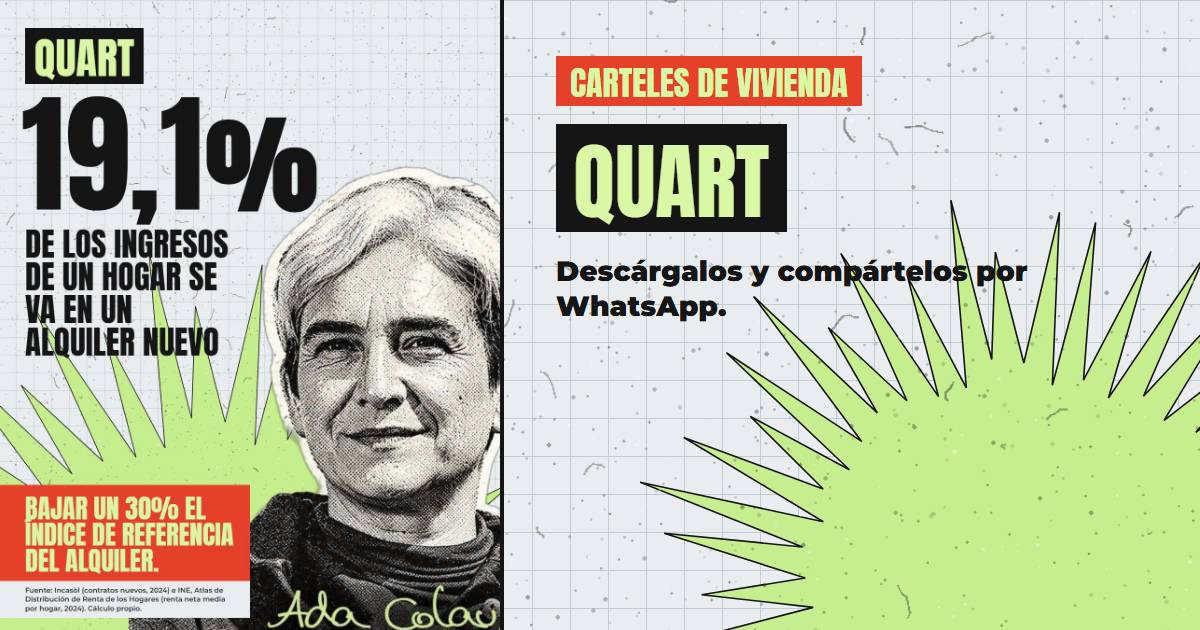 QUART
19,1%
DE LOS INGRESOS
DE UN HOGAR SE
VA EN UN
ALQUILER NUEVO
BAJAR UN 30% EL
ÍNDICE DE REFERENCIA
DEL ALQUILER.
Fuente: Incasòl (contratos nuevos, 2024) e INE, Atlas de
Distribución de Renta de los Hogares (renta neta media
por hogar, 2024). Cálculo propio.
Ada Colau
CARTELES DE VIVIENDA
QUART
Descárgalos y compártelos por
WhatsApp.